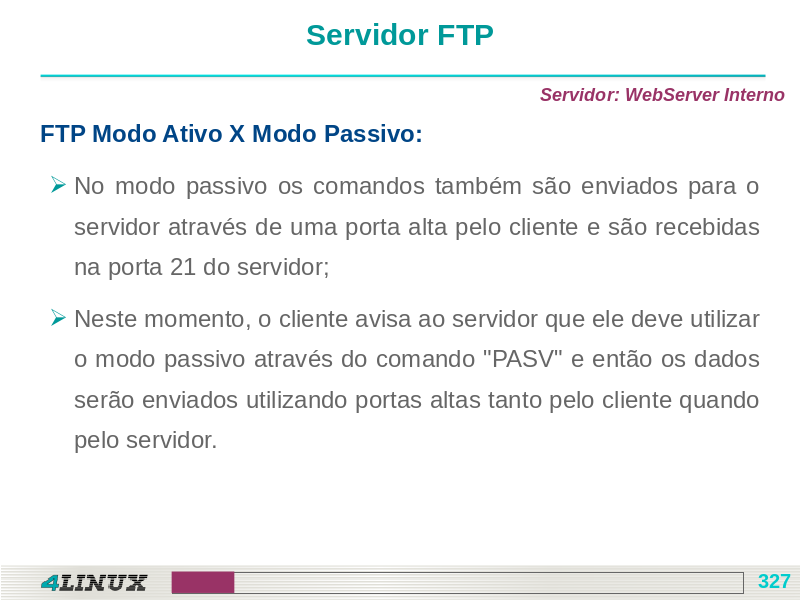 Servidor FTP
Servidor: WebServer Interno
FTP Modo Ativo X Modo Passivo:
No modo passivo os comandos também são enviados para o
servidor através de uma porta alta pelo cliente e são recebidas
na porta 21 do servidor;
Neste momento, o cliente avisa ao servidor que ele deve utilizar
o modo passivo através do comando "PASV" e então os dados
serão enviados utilizando portas altas tanto pelo cliente quando
pelo servidor.
4LINUX
327